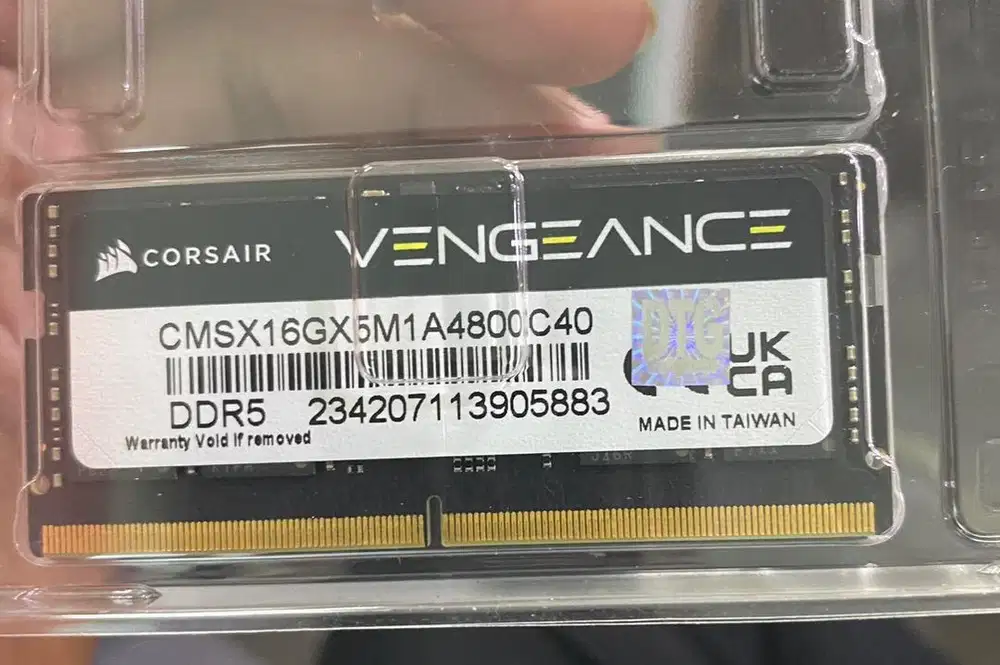 CORSAIR VENGEANCE
CMSX16GX5M1A4800C40
DDR5 234207113905883
Warranty Void If removed
UK
CA
MADE IN TAIWAN